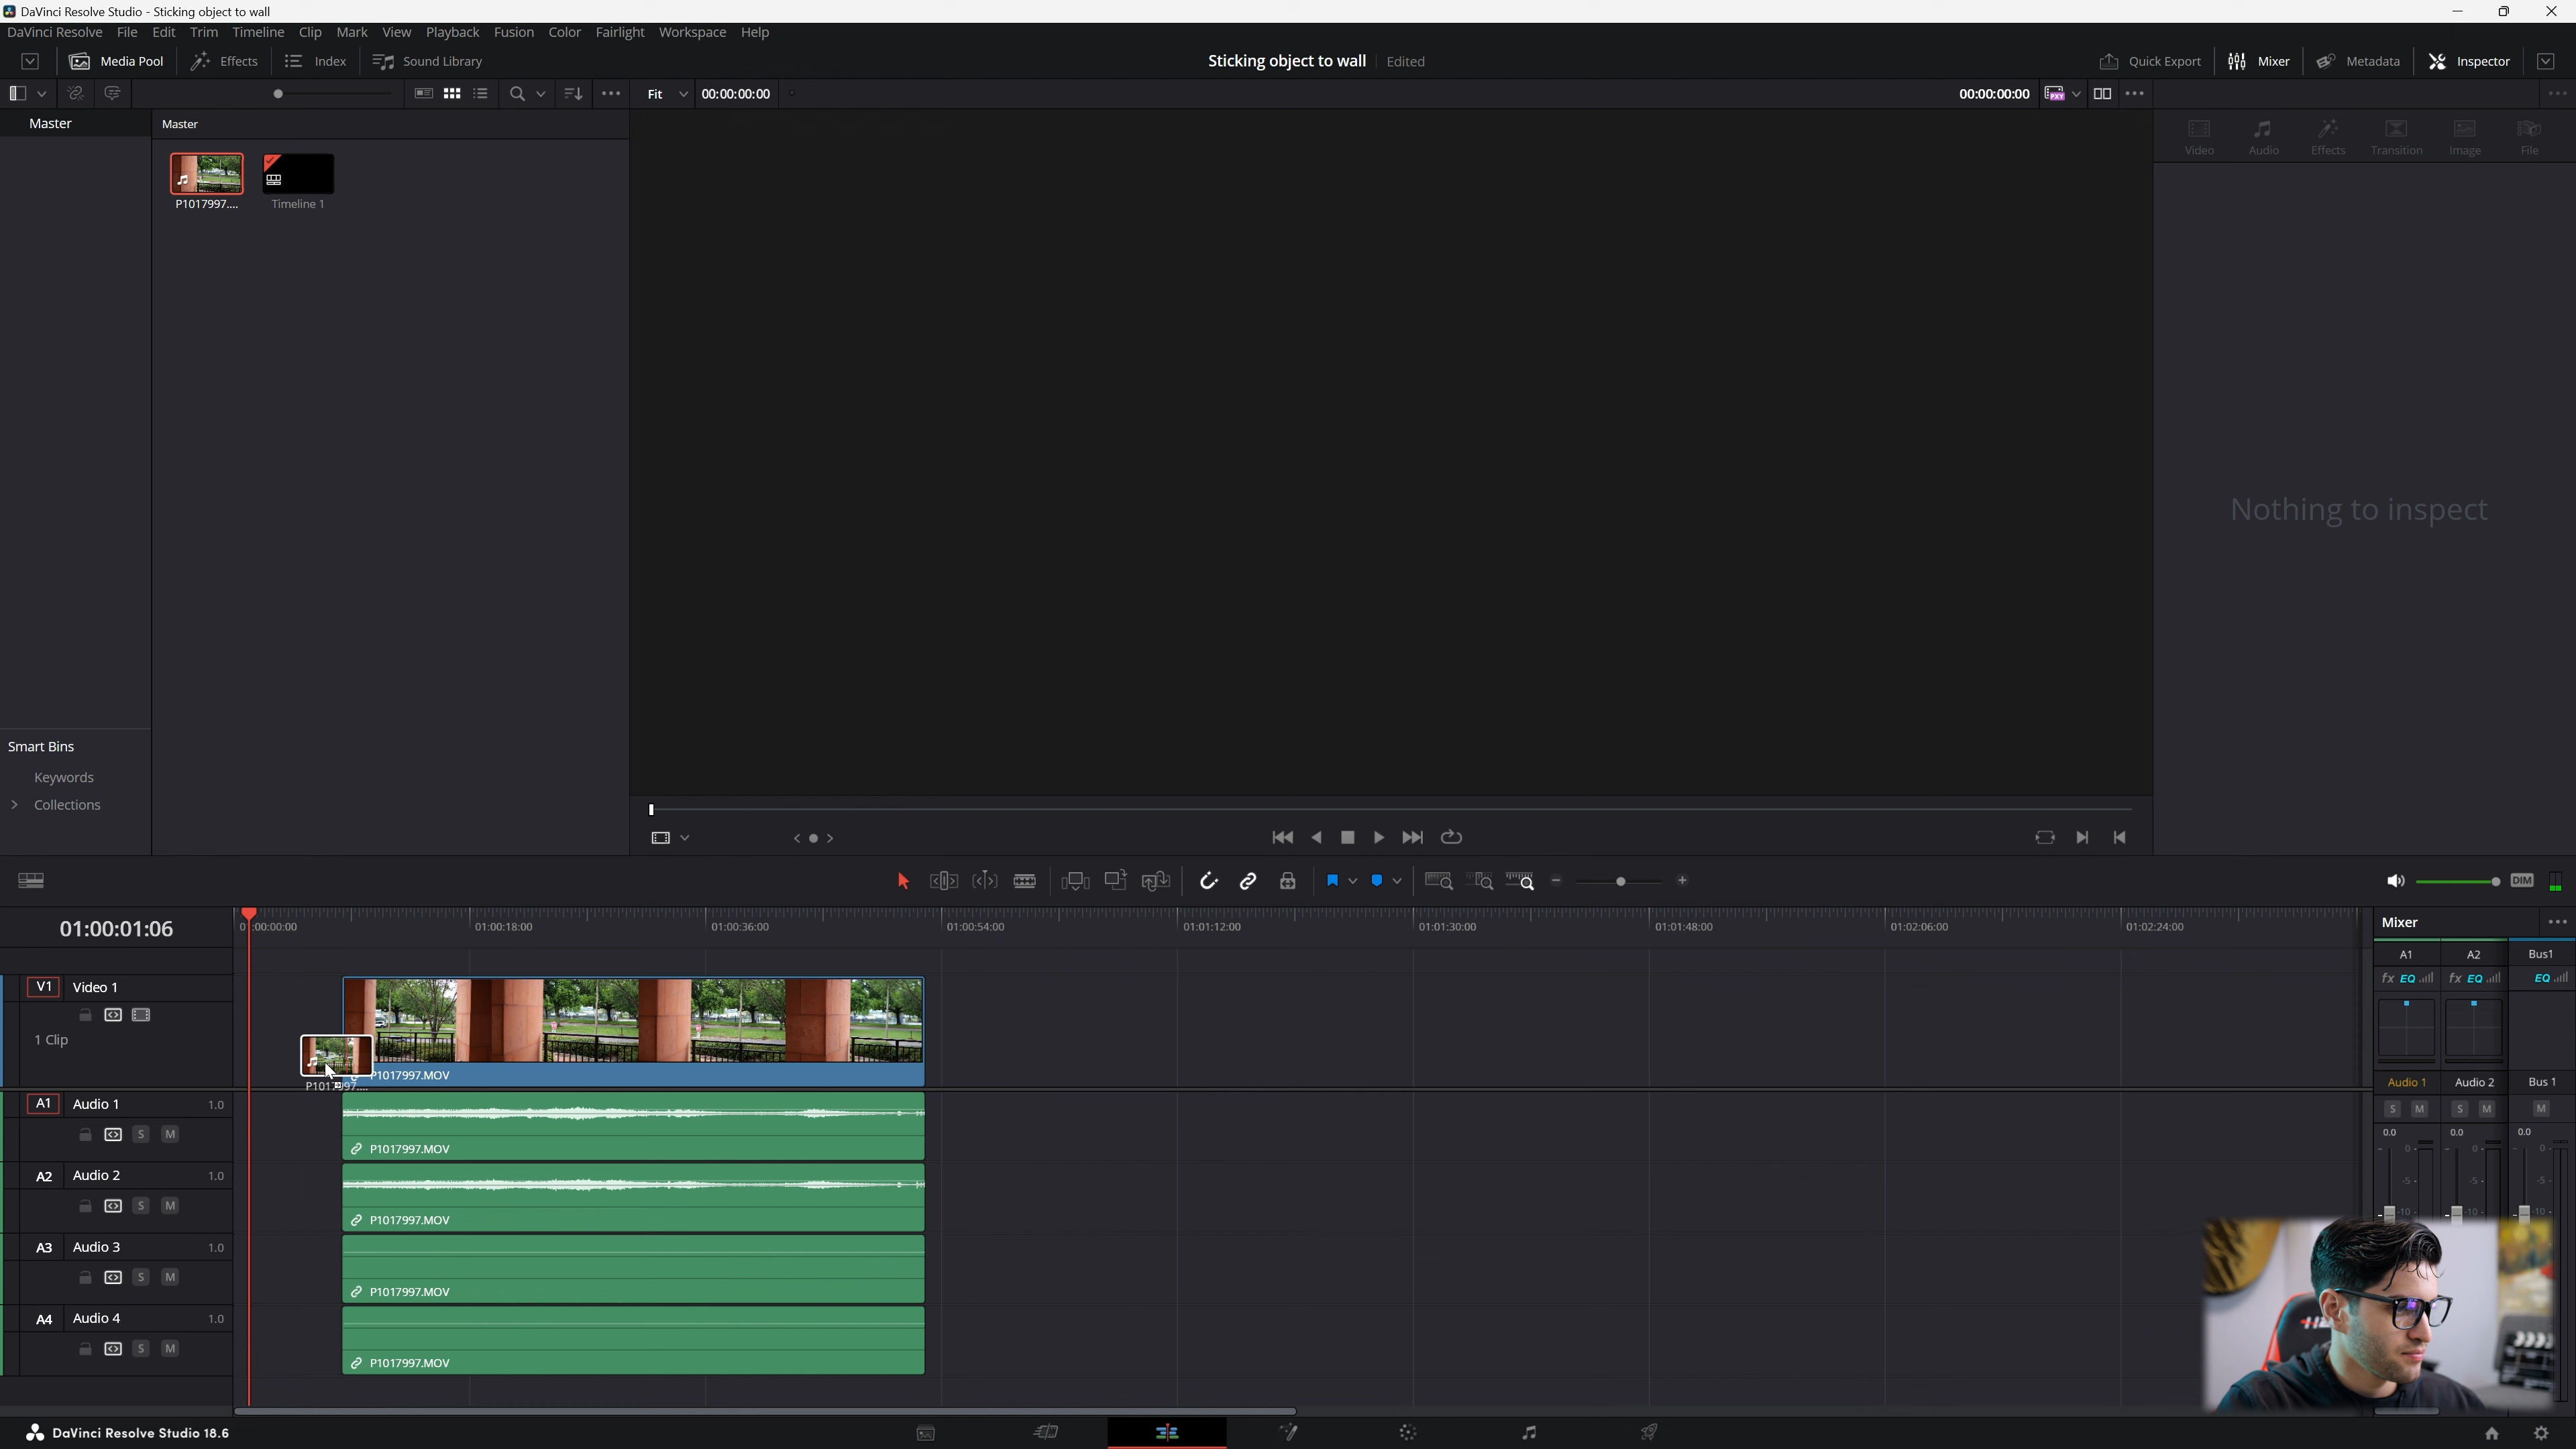 DaVinci Resolve Studio - Sticking object to wall
DaVinci Resolve File Edit Trim Timeline Clip Mark View Playback Fusion Color Fairlight Workspace Help
Media Pool Effects Index Sound Library Sticking object to wall Edited Quick Export Mixer Metadata Inspector
Fit 00:00:00:00 00:00:00:00
Master Master
Video Audio Effects Transition Image File
P1017997.... Timeline 1
Nothing to inspect
Smart Bins
Keywords
Collections
DIM
01:00:01:06 01:00:18:00 01:00:36:00 01:00:54:00 01:01:12:00 01:01:30:00 01:01:48:00 01:02:06:00 01:02:24:00
Mixer
A1 A2 Bus1
fx EQ fx EQ EQ
V1 Video 1
1 Clip
P1017997.MOV
Audio 1 Audio 2 Bus 1
S M S M M
0.0 0.0 0.0
A1 Audio 1 1.0
S M
P1017997.MOV
A2 Audio 2 1.0
S M
P1017997.MOV
A3 Audio 3 1.0
S M
P1017997.MOV
A4 Audio 4 1.0
S M
P1017997.MOV
DaVinci Resolve Studio 18.6